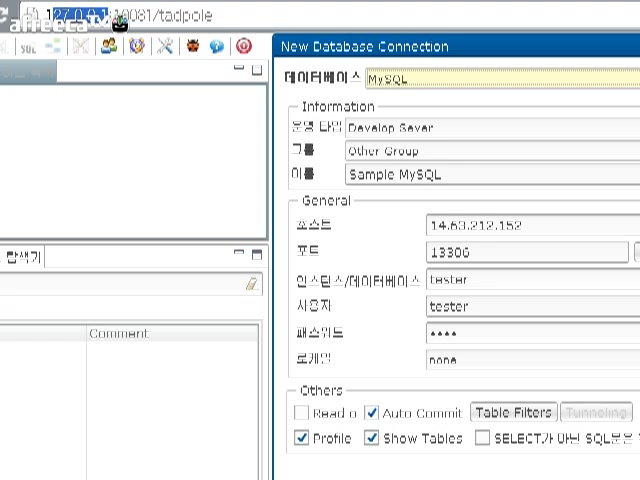 127.0.0.1:10081/tadpole
afreecaTV
SQL
New Database Connection
데이터베이스 MySQL
Information
운영 타입 Develop Sever
그룹 Other Group
이름 Sample MySQL
General
호스트 14.63.212.152
포트 13306
인스턴스/데이터베이스 tester
사용자 tester
패스워드 ••••
로케일 none
탐색기
Comment
Others
Read o Auto Commit Table Filters Tunneling
Profile Show Tables SELECT가 아닌 SQL문은